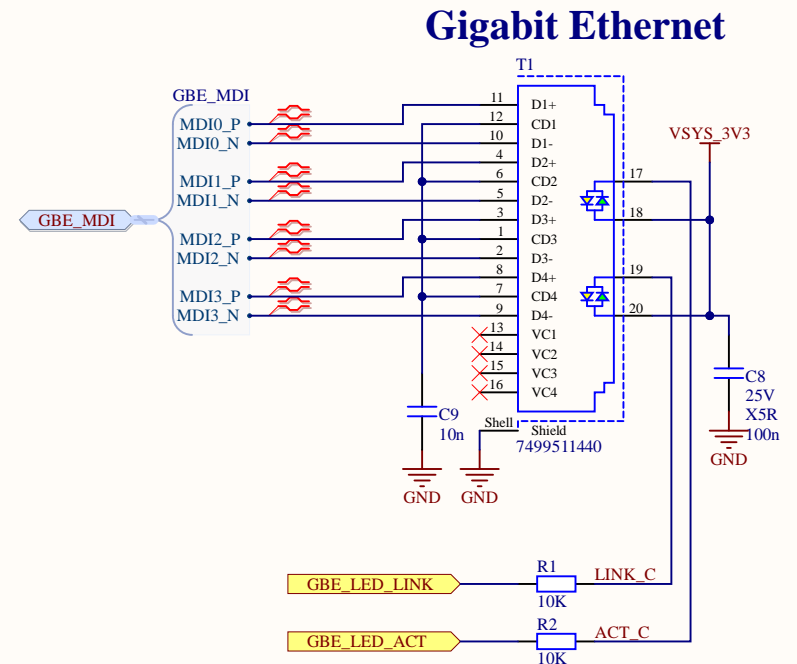 Gigabit Ethernet
T1
GBE_MDI
MDI0_P
MDI0_N
MDI1_P
MDI1_N
MDI2_P
MDI2_N
MDI3_P
MDI3_N
GBE_MDI
11 D1+
12 CD1
10 D1-
4 D2+
6 CD2
5 D2-
3 D3+
1 CD3
2 D3-
8 D4+
7 CD4
9 D4-
13 VC1
14 VC2
15 VC3
16 VC4
Shell Shield
7499511440
17
18
19
20
VSYS_3V3
C8
25V
X5R
100n
GND
C9
10n
GND
GND
GBE_LED_LINK
R1
10K
LINK_C
GBE_LED_ACT
R2
10K
ACT_C